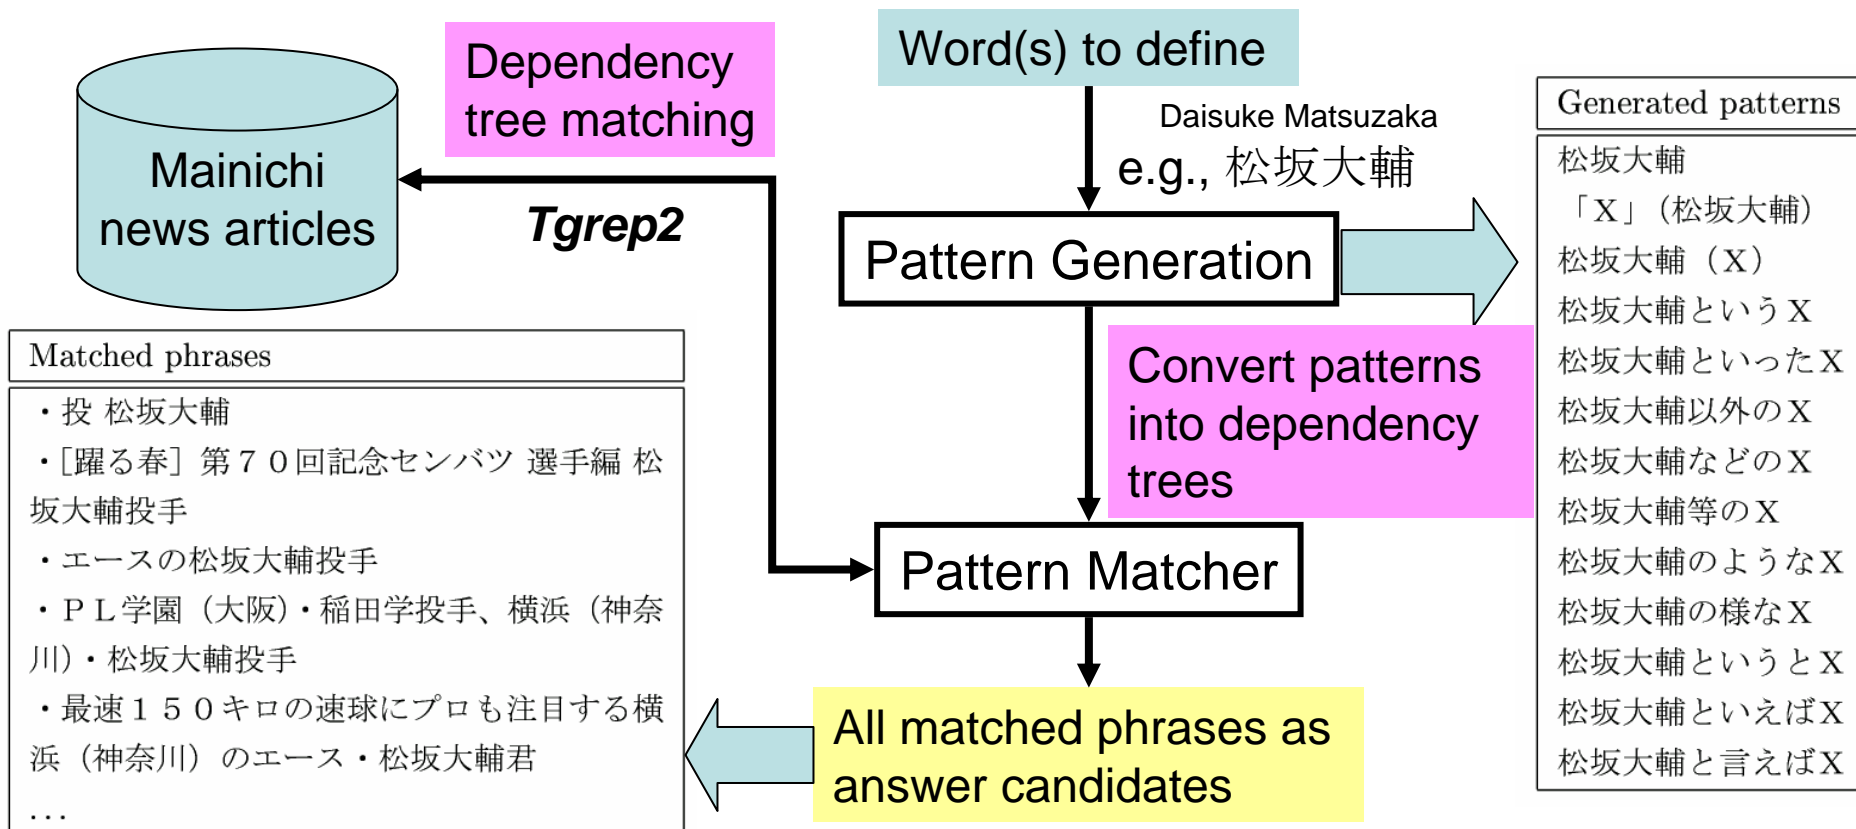 Dependency
tree matching
Word(s) to define
Mainichi
news articles
Tgrep2
Daisuke Matsuzaka
e.g., 松坂大輔
Pattern Generation
Convert patterns
into dependency
trees
Pattern Matcher
All matched phrases as
answer candidates
Generated patterns
松坂大輔
「X」(松坂大輔)
松坂大輔（X）
松坂大輔というX
松坂大輔といったX
松坂大輔以外のX
松坂大輔などのX
松坂大輔等のX
松坂大輔のようなX
松坂大輔の様なX
松坂大輔というとX
松坂大輔といえばX
松坂大輔と言えばX
Matched phrases
・投 松坂大輔
・［躍る春］第７０回記念センバツ 選手編 松
坂大輔投手
・エースの松坂大輔投手
・ＰＬ学園（大阪）・稲田学投手、横浜（神奈
川）・松坂大輔投手
・最速１５０キロの速球にプロも注目する横
浜（神奈川）のエース・松坂大輔君
...